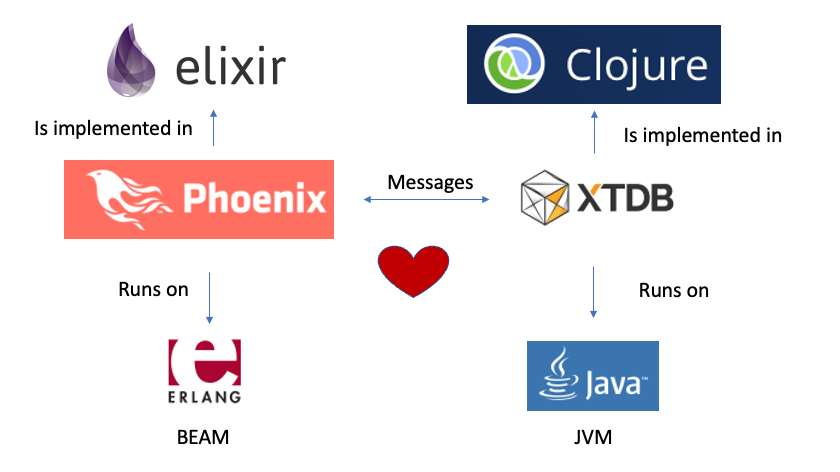 elixir
Clojure
Is implemented in
Is implemented in
Phoenix
Messages
XTDB
Runs on
Runs on
e
ERLANG
Java™
BEAM
JVM